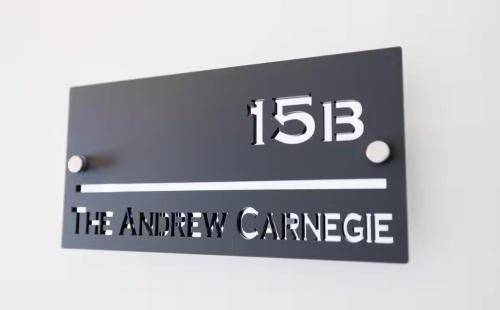 15B
THE ANDREW CARNEGIE